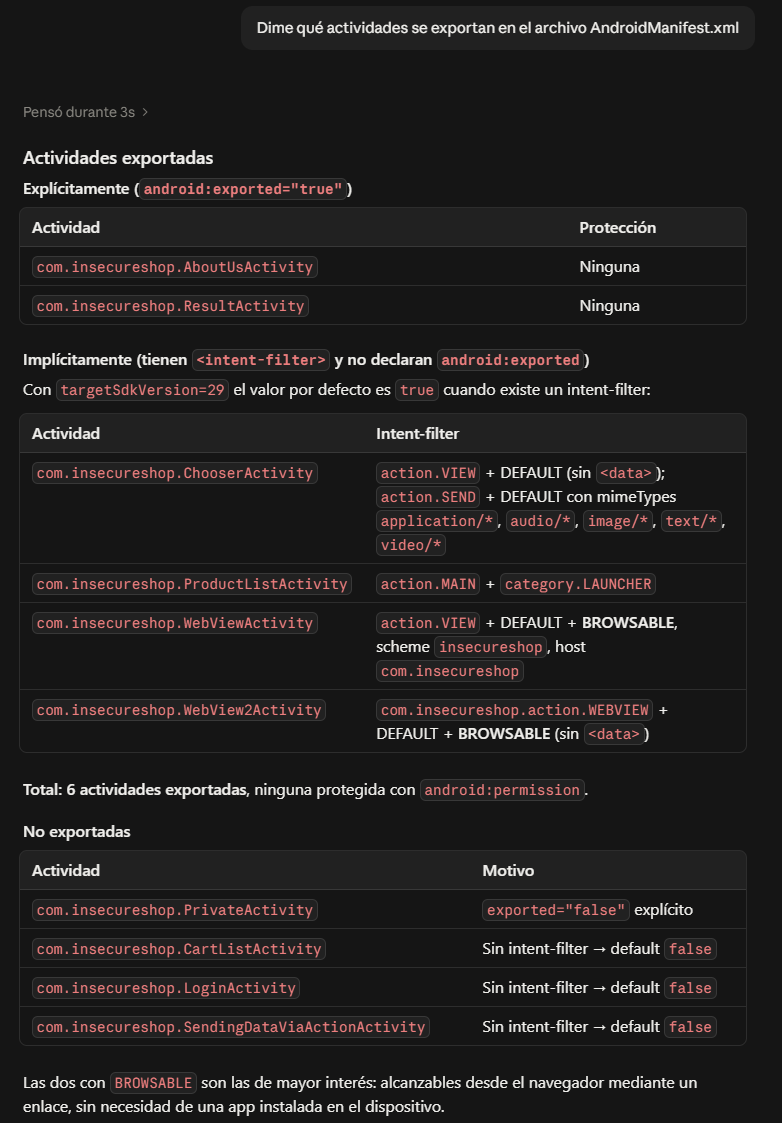 Dime qué actividades se exportan en el archivo AndroidManifest.xml
Pensó durante 3s >
Actividades exportadas
Explícitamente (android:exported="true")
Actividad Protección
com.insecureshop.AboutUsActivity Ninguna
com.insecureshop.ResultActivity Ninguna
Implícitamente (tienen <intent-filter> y no declaran android:exported)
Con targetSdkVersion=29 el valor por defecto es true cuando existe un intent-filter:
Actividad Intent-filter
com.insecureshop.ChooserActivity action.VIEW + DEFAULT (sin <data>);
action.SEND + DEFAULT con mimeTypes
application/*, audio/*, image/*, text/*,
video/*
com.insecureshop.ProductListActivity action.MAIN + category.LAUNCHER
com.insecureshop.WebViewActivity action.VIEW + DEFAULT + BROWSABLE,
scheme insecureshop, host
com.insecureshop
com.insecureshop.WebView2Activity com.insecureshop.action.WEBVIEW +
DEFAULT + BROWSABLE (sin <data>)
Total: 6 actividades exportadas, ninguna protegida con android:permission.
No exportadas
Actividad Motivo
com.insecureshop.PrivateActivity exported="false" explícito
com.insecureshop.CartListActivity Sin intent-filter → default false
com.insecureshop.LoginActivity Sin intent-filter → default false
com.insecureshop.SendingDataViaActionActivity Sin intent-filter → default false
Las dos con BROWSABLE son las de mayor interés: alcanzables desde el navegador mediante un
enlace, sin necesidad de una app instalada en el dispositivo.